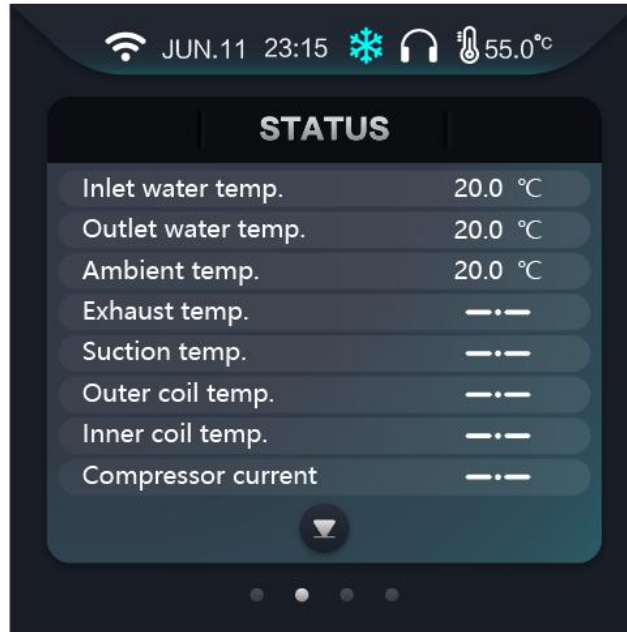 JUN.11 23:15 55.0°C
STATUS
Inlet water temp. 20.0 ℃
Outlet water temp. 20.0 ℃
Ambient temp. 20.0 ℃
Exhaust temp. —·—
Suction temp. —·—
Outer coil temp. —·—
Inner coil temp. —·—
Compressor current —·—